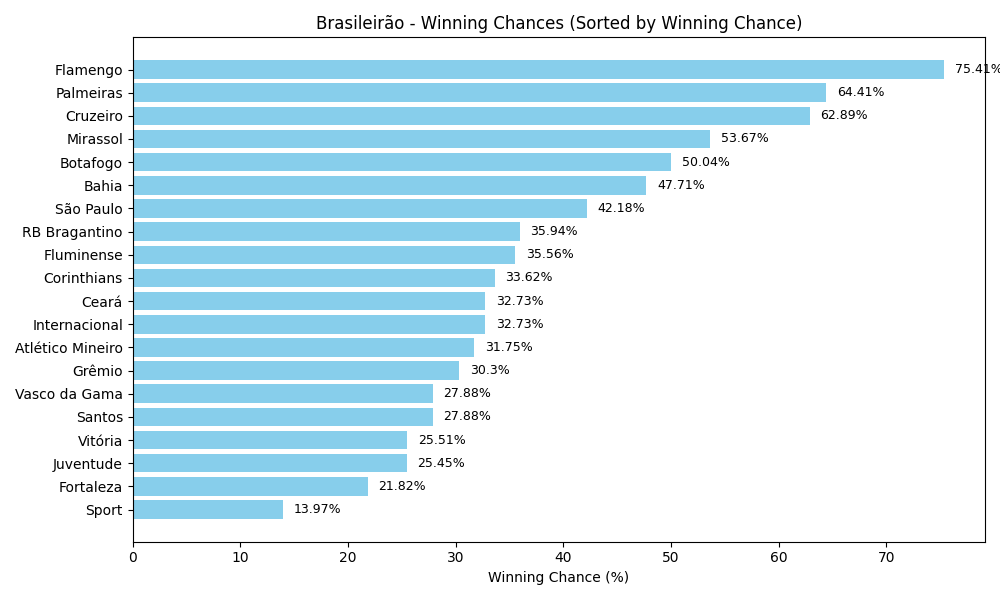 Brasileirão - Winning Chances (Sorted by Winning Chance)
Flamengo 75.41%
Palmeiras 64.41%
Cruzeiro 62.89%
Mirassol 53.67%
Botafogo 50.04%
Bahia 47.71%
São Paulo 42.18%
RB Bragantino 35.94%
Fluminense 35.56%
Corinthians 33.62%
Ceará 32.73%
Internacional 32.73%
Atlético Mineiro 31.75%
Grêmio 30.3%
Vasco da Gama 27.88%
Santos 27.88%
Vitória 25.51%
Juventude 25.45%
Fortaleza 21.82%
Sport 13.97%
0 10 20 30 40 50 60 70
Winning Chance (%)